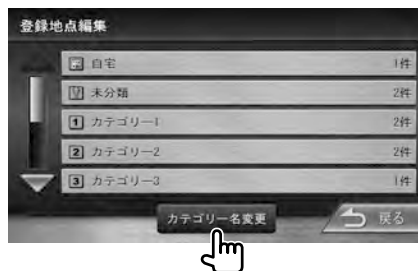 登録地点編集
自宅 1件
未分類 2件
1 カテゴリー1 2件
2 カテゴリー2 2件
3 カテゴリー3 1件
カテゴリー名変更
戻る